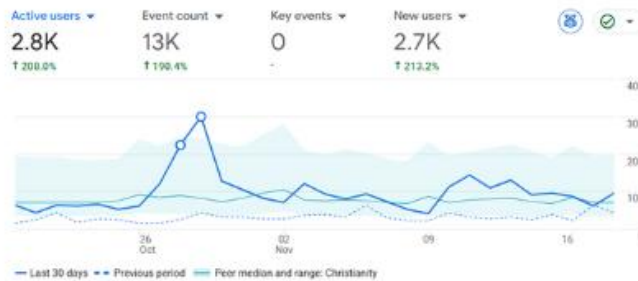 Active users Event count Key events New users
2.8K 13K 0 2.7K
↑ 208.0% ↑ 190.4% - ↑ 213.2%
40
30
20
10
26 02 09 16
Oct Nov
Last 30 days Previous period Peer median and range: Christianity